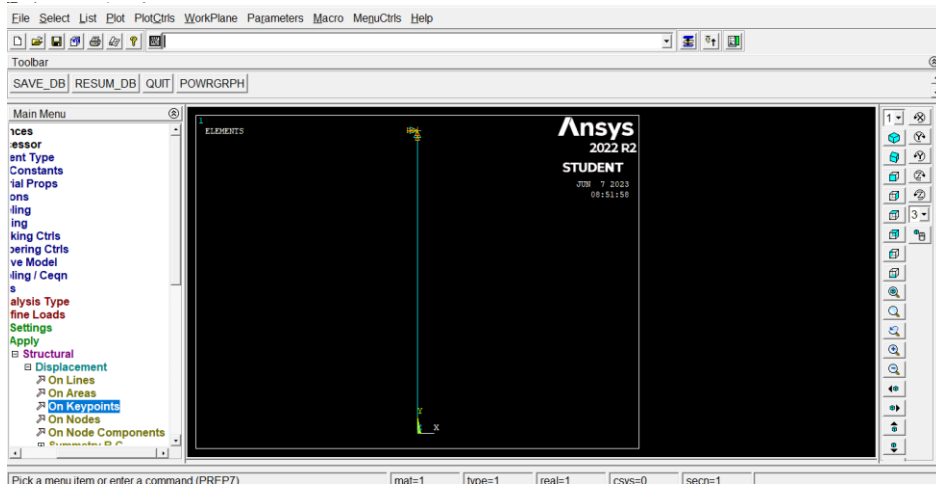 File Select List Plot PlotCtrls WorkPlane Parameters Macro MenuCtrls Help
Toolbar
SAVE_DB RESUM_DB QUIT POWRGRPH
Main Menu
nces
essor
ent Type
Constants
rial Props
ons
ling
ing
king Ctrls
bering Ctrls
ve Model
ling / Ceqn
s
alysis Type
fine Loads
Settings
Apply
Structural
Displacement
On Lines
On Areas
On Keypoints
On Nodes
On Node Components
Symmetry B.C.
1
ELEMENTS
Ansys
2022 R2
STUDENT
JUN 7 2023
08:51:58
Y
X
1
3
Pick a menu item or enter a command (PREP7) mat=1 type=1 real=1 csys=0 secn=1